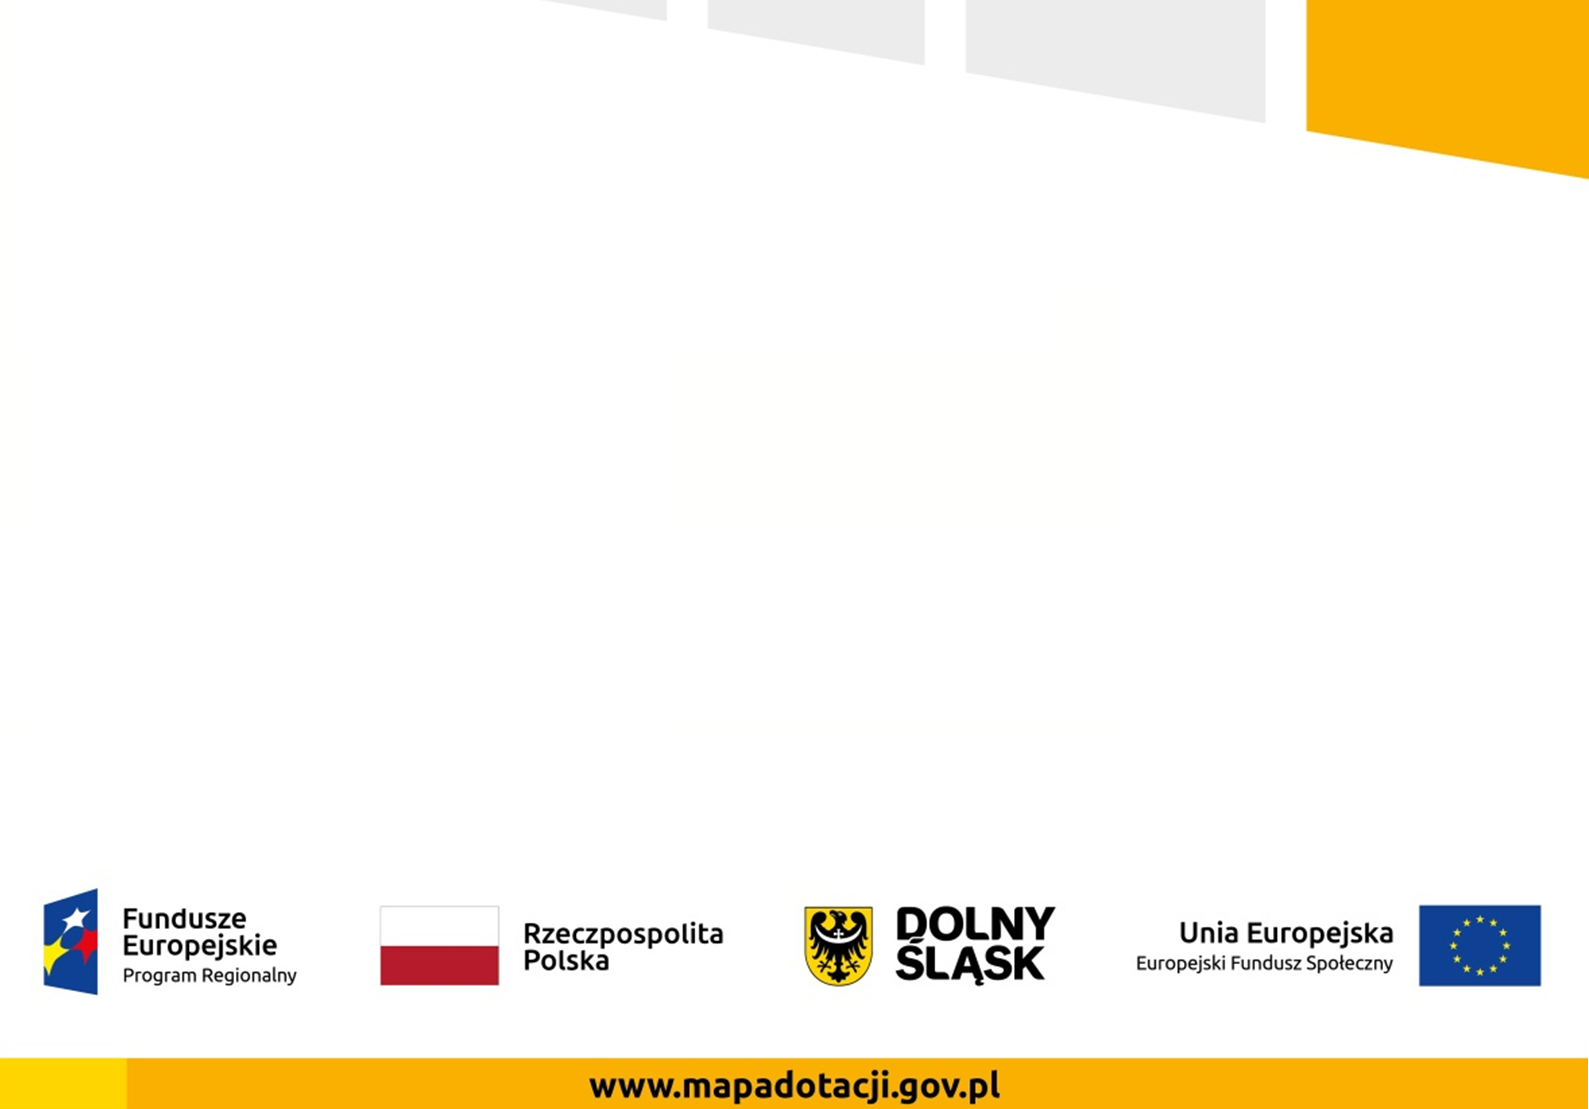 Fundusze
Europejskie
Program Regionalny
Rzeczpospolita
Polska
DOLNY
ŚLĄSK
Unia Europejska
Europejski Fundusz Społeczny
www.mapadotacji.gov.pl